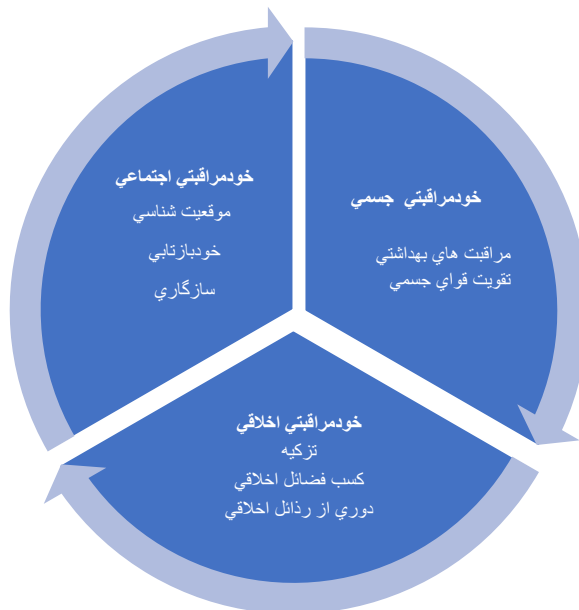 خودمراقبتي جسمي
مراقبت هاي بهداشتي
تقويت قواي جسمي
خودمراقبتي اخلاقي
تزكيه
كسب فضائل اخلاقي
دوري از رذائل اخلاقي
خودمراقبتي اجتماعي
موقعيت شناسي
خودبازتابي
سازگاري